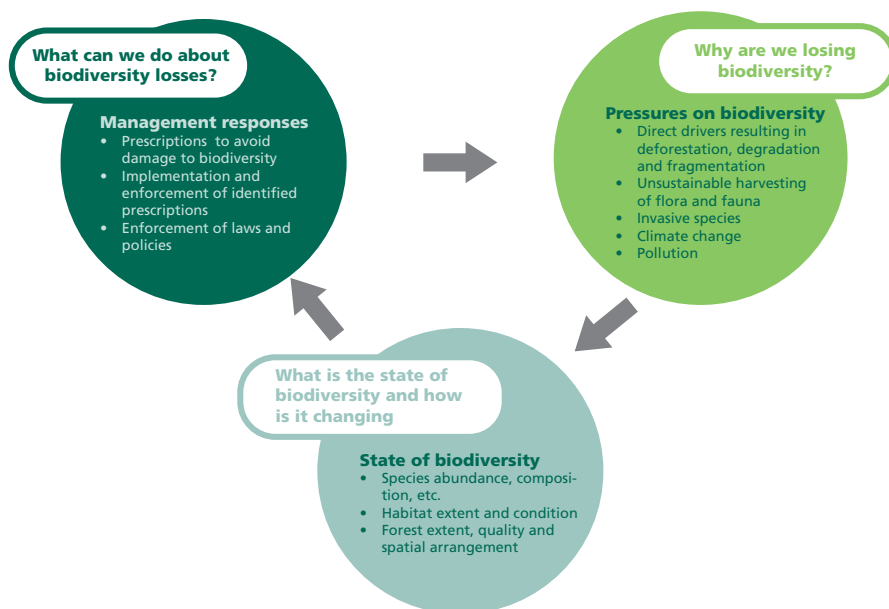 What can we do about
biodiversity losses?
Management responses
• Prescriptions to avoid
damage to biodiversity
• Implementation and
enforcement of identified
prescriptions
• Enforcement of laws and
policies
Why are we losing
biodiversity?
Pressures on biodiversity
• Direct drivers resulting in
deforestation, degradation
and fragmentation
• Unsustainable harvesting
of flora and fauna
• Invasive species
• Climate change
• Pollution
What is the state of
biodiversity and how
is it changing
State of biodiversity
• Species abundance, composi-
tion, etc.
• Habitat extent and condition
• Forest extent, quality and
spatial arrangement